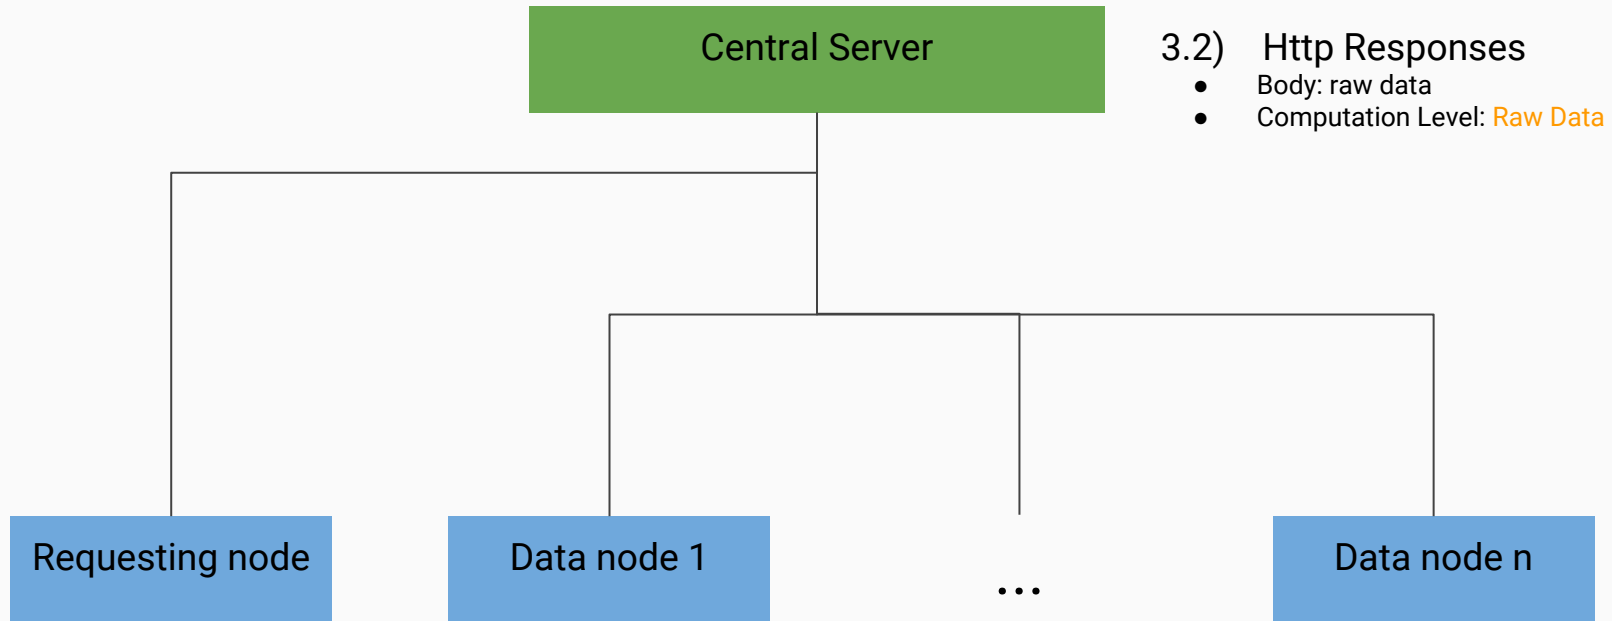 Central Server
3.2) Http Responses
● Body: raw data
● Computation Level: Raw Data
Requesting node
Data node 1
...
Data node n